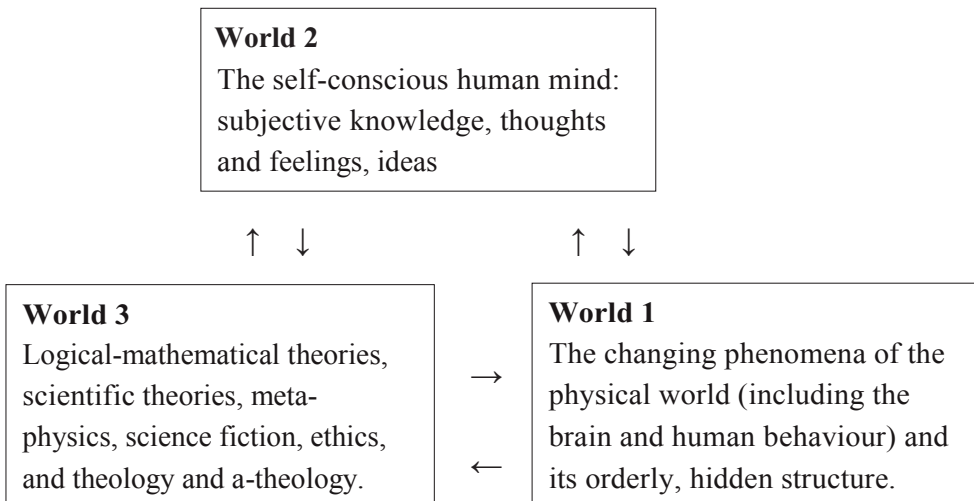 World 2
The self-conscious human mind:
subjective knowledge, thoughts
and feelings, ideas
↑ ↓ ↑ ↓
World 3
Logical-mathematical theories,
scientific theories, meta-
physics, science fiction, ethics,
and theology and a-theology.
→
←
World 1
The changing phenomena of the
physical world (including the
brain and human behaviour) and
its orderly, hidden structure.